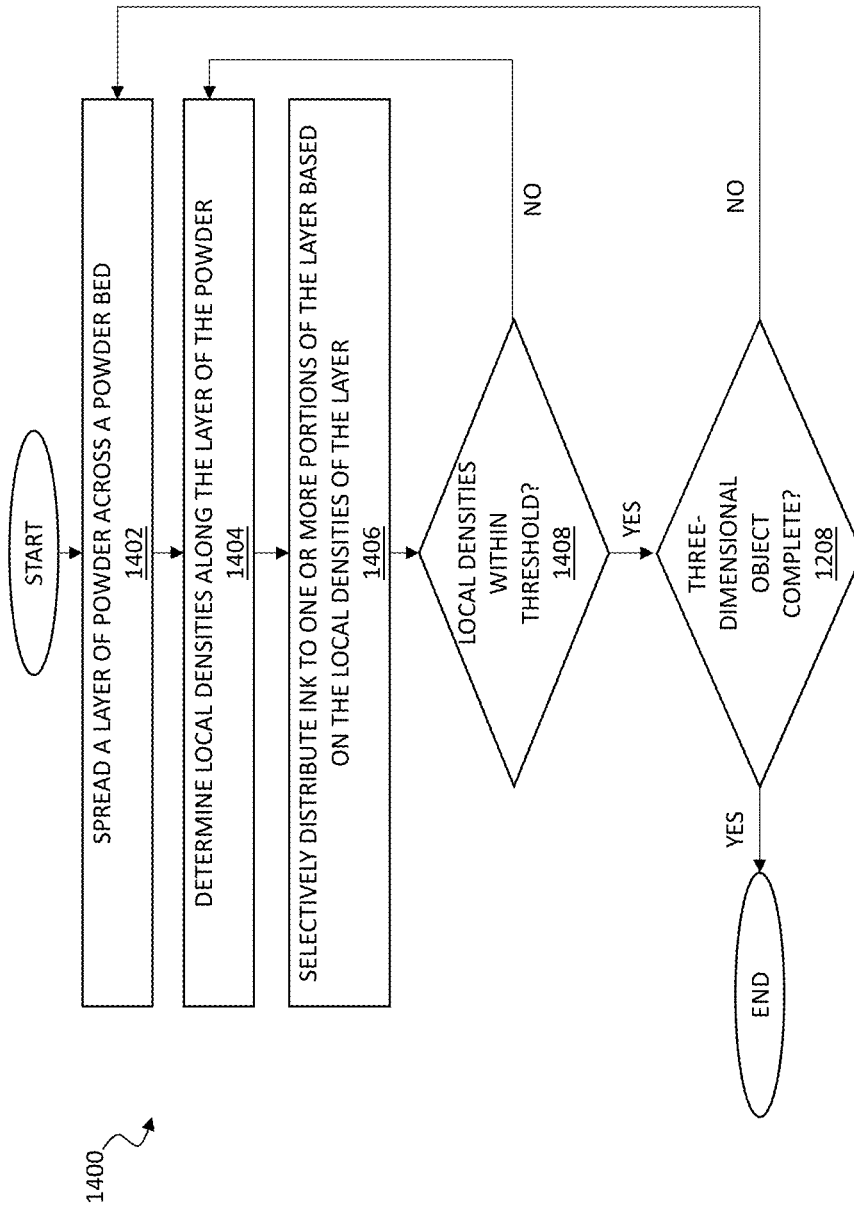 1400
START
SPREAD A LAYER OF POWDER ACROSS A POWDER BED
1402
DETERMINE LOCAL DENSITIES ALONG THE LAYER OF THE POWDER
1404
SELECTIVELY DISTRIBUTE INK TO ONE OR MORE PORTIONS OF THE LAYER BASED
ON THE LOCAL DENSITIES OF THE LAYER
1406
LOCAL DENSITIES
WITHIN
THRESHOLD?
1408
NO
YES
THREE-
DIMENSIONAL
OBJECT
COMPLETE?
1208
NO
YES
END